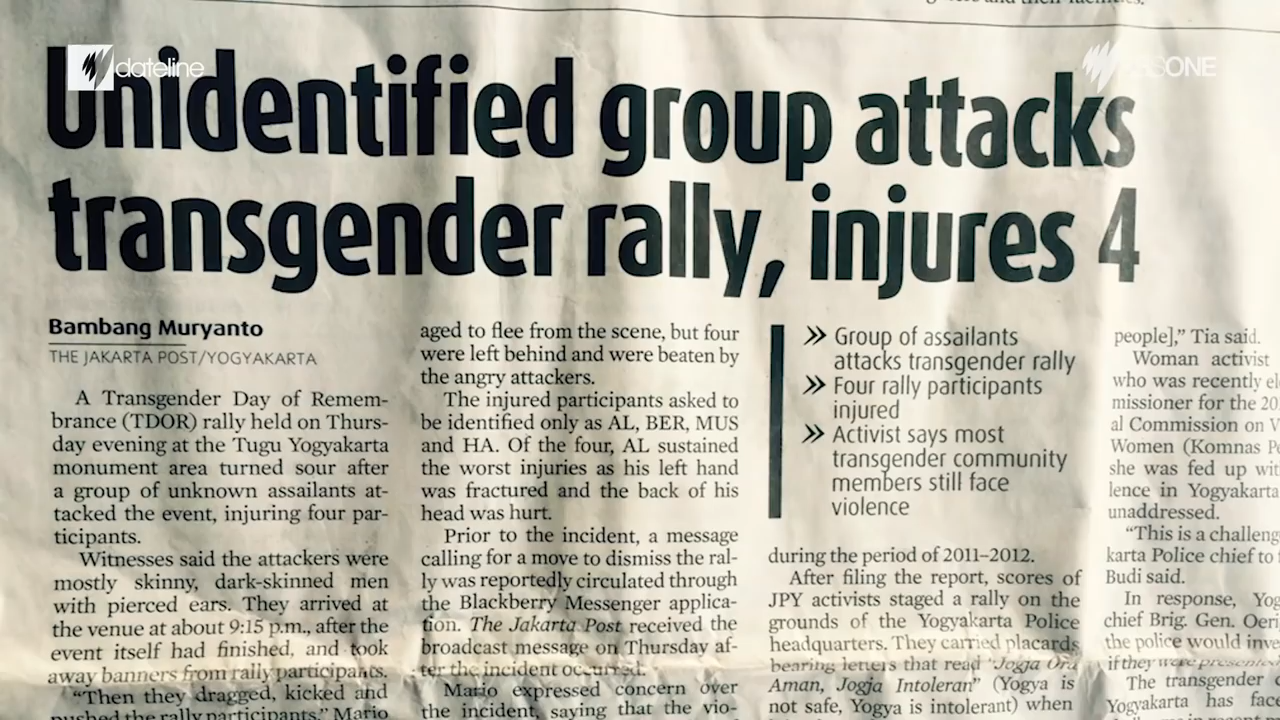 dateline
ONE
Unidentified group attacks
transgender rally, injures 4
Bambang Muryanto
THE JAKARTA POST/YOGYAKARTA
A Transgender Day of Remem-
brance (TDOR) rally held on Thurs-
day evening at the Tugu Yogyakarta
monument area turned sour after
a group of unknown assailants at-
tacked the event, injuring four par-
ticipants.
Witnesses said the attackers were
mostly skinny, dark-skinned men
with pierced ears. They arrived at
the venue at about 9:15 p.m., after the
event itself had finished, and took
away banners from rally participants.
"Then they dragged, kicked and
pushed the rally participants," Mario
aged to flee from the scene, but four
were left behind and were beaten by
the angry attackers.
The injured participants asked to
be identified only as AL, BER, MUS
and HA. Of the four, AL sustained
the worst injuries as his left hand
was fractured and the back of his
head was hurt.
Prior to the incident, a message
calling for a move to dismiss the ral-
ly was reportedly circulated through
the Blackberry Messenger applica-
tion. The Jakarta Post received the
broadcast message on Thursday af-
ter the incident occurred.
Mario expressed concern over
the incident, saying that the vio-
» Group of assailants
attacks transgender rally
» Four rally participants
injured
» Activist says most
transgender community
members still face
violence
during the period of 2011–2012.
After filing the report, scores of
JPY activists staged a rally on the
grounds of the Yogyakarta Police
headquarters. They carried placards
bearing letters that read "Jogja Ora
Aman, Jogja Intoleran" (Yogya is
not safe, Yogya is intolerant) when
people]," Tia said.
Woman activist
who was recently el
missioner for the 20
al Commission on V
Women (Komnas Pe
she was fed up wit
lence in Yogyakarta
unaddressed.
"This is a challeng
karta Police chief to
Budi said.
In response, Yog
chief Brig. Gen. Oer
the police would inve
if they were presented
The transgender c
Yogyakarta has fac